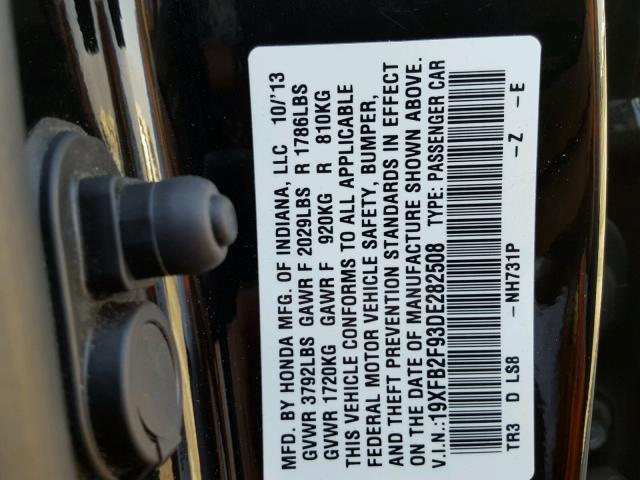 MFD. BY HONDA MFG. OF INDIANA, LLC 10/'13
GVWR 3792LBS GAWR F 2029LBS R 1786LBS
GVWR 1720KG GAWR F 920KG R 810KG
THIS VEHICLE CONFORMS TO ALL APPLICABLE
FEDERAL MOTOR VEHICLE SAFETY, BUMPER,
AND THEFT PREVENTION STANDARDS IN EFFECT
ON THE DATE OF MANUFACTURE SHOWN ABOVE.
V.I.N.:19XFB2F93DE282508 TYPE: PASSENGER CAR
TR3 D LS8 -NH731P -Z -E